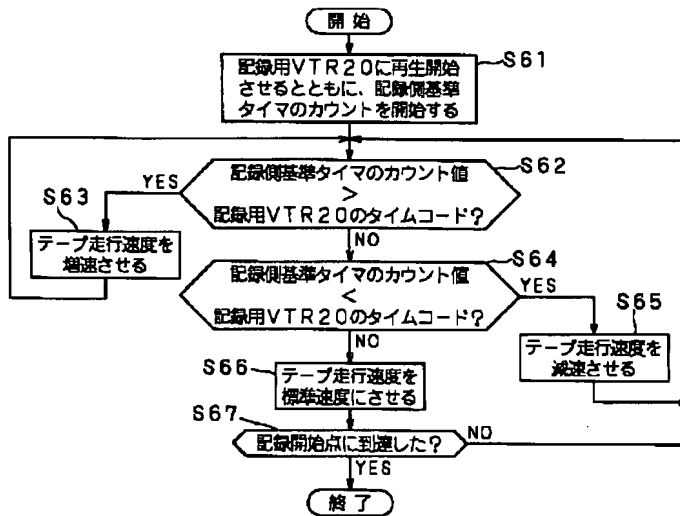 開始
S61
記録用VTR20に再生開始
させるとともに、記録側基準
タイマのカウントを開始する
S62
記録側基準タイマのカウント値
>
記録用VTR20のタイムコード?
YES
NO
S63
テープ走行速度を
増速させる
S64
記録側基準タイマのカウント値
<
記録用VTR20のタイムコード?
YES
NO
S65
テープ走行速度を
減速させる
S66
テープ走行速度を
標準速度にさせる
S67
記録開始点に到達した?
NO
YES
終了